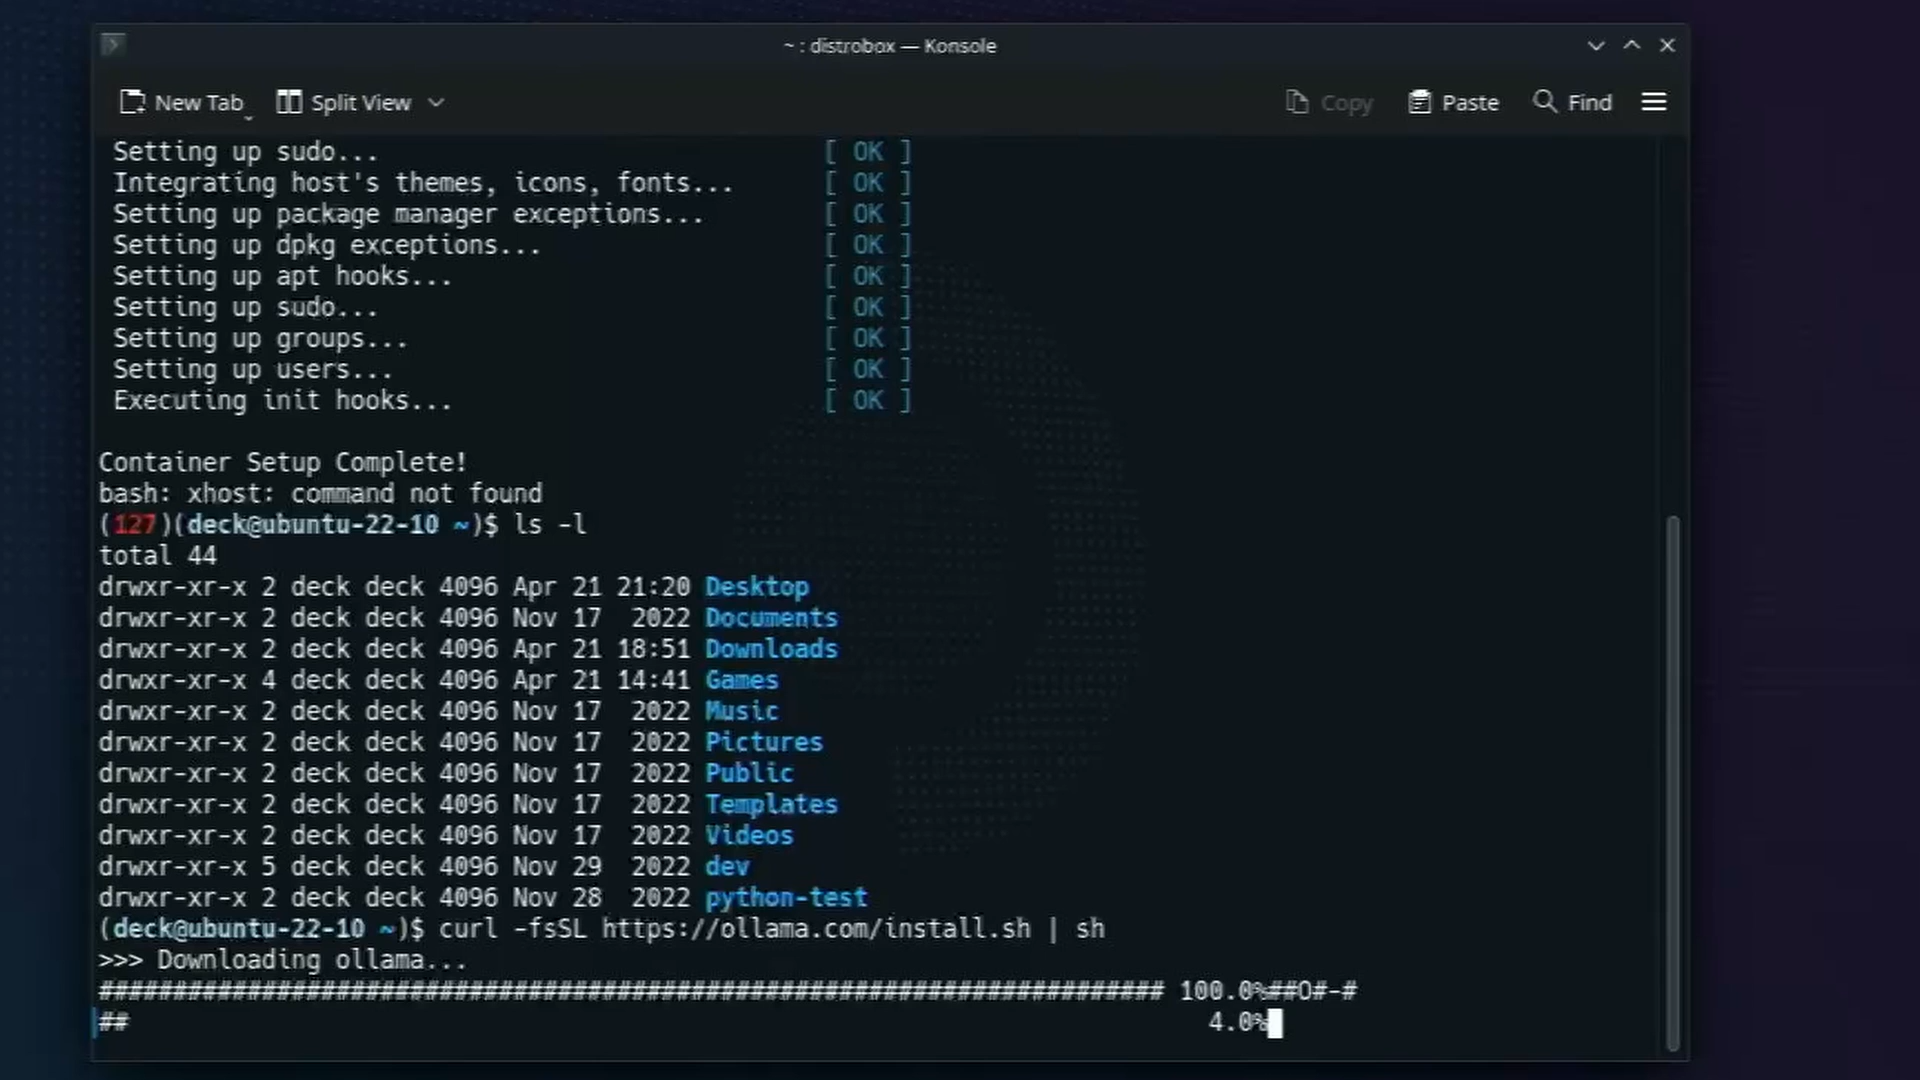 ~ : distrobox — Konsole
New Tab Split View Copy Paste Find
Setting up sudo... [ OK ]
Integrating host's themes, icons, fonts... [ OK ]
Setting up package manager exceptions... [ OK ]
Setting up dpkg exceptions... [ OK ]
Setting up apt hooks... [ OK ]
Setting up sudo... [ OK ]
Setting up groups... [ OK ]
Setting up users... [ OK ]
Executing init hooks... [ OK ]
Container Setup Complete!
bash: xhost: command not found
(127)(deck@ubuntu-22-10 ~)$ ls -l
total 44
drwxr-xr-x 2 deck deck 4096 Apr 21 21:20 Desktop
drwxr-xr-x 2 deck deck 4096 Nov 17  2022 Documents
drwxr-xr-x 2 deck deck 4096 Apr 21 18:51 Downloads
drwxr-xr-x 4 deck deck 4096 Apr 21 14:41 Games
drwxr-xr-x 2 deck deck 4096 Nov 17  2022 Music
drwxr-xr-x 2 deck deck 4096 Nov 17  2022 Pictures
drwxr-xr-x 2 deck deck 4096 Nov 17  2022 Public
drwxr-xr-x 2 deck deck 4096 Nov 17  2022 Templates
drwxr-xr-x 2 deck deck 4096 Nov 17  2022 Videos
drwxr-xr-x 5 deck deck 4096 Nov 29  2022 dev
drwxr-xr-x 2 deck deck 4096 Nov 28  2022 python-test
(deck@ubuntu-22-10 ~)$ curl -fsSL https://ollama.com/install.sh | sh
>>> Downloading ollama...
######################################################################## 100.0%##O#-#
## 4.0%